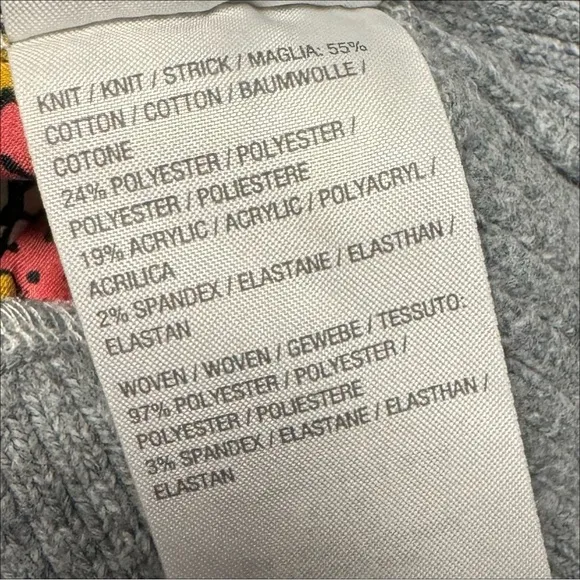 KNIT / KNIT / STRICK / MAGLIA: 55%
COTTON / COTTON / BAUMWOLLE /
COTONE
24% POLYESTER / POLYESTER /
POLYESTER / POLIESTERE
19% ACRYLIC / ACRYLIC / POLYACRYL /
ACRILICA
2% SPANDEX / ELASTANE / ELASTHAN /
ELASTAN
WOVEN / WOVEN / GEWEBE / TESSUTO:
97% POLYESTER / POLYESTER /
POLYESTER / POLIESTERE
3% SPANDEX / ELASTANE / ELASTHAN /
ELASTAN